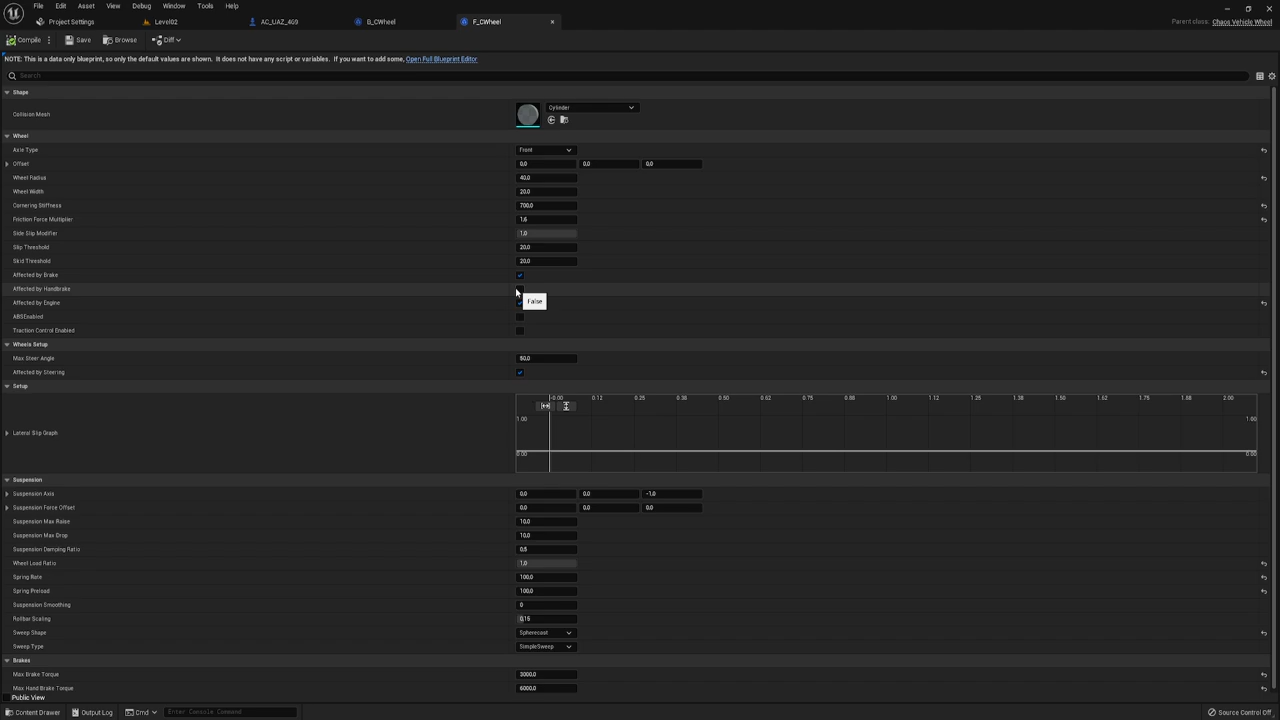 File Edit Asset View Debug Window Tools Help
Project Settings Level02 AC_UAZ_469 B_CWheel F_CWheel
Parent class: Chaos Vehicle Wheel
Compile Save Browse Diff
NOTE: This is a data only blueprint, so only the default values are shown. It does not have any script or variables. If you want to add some, Open Full Blueprint Editor
Search
Shape
Collision Mesh Cylinder
Wheel
Axle Type Front
Offset 0,0 0,0 0,0
Wheel Radius 40,0
Wheel Width 20,0
Cornering Stiffness 700,0
Friction Force Multiplier 1,6
Side Slip Modifier 1,0
Slip Threshold 20,0
Skid Threshold 20,0
Affected by Brake
Affected by Handbrake
Affected by Engine
False
ABSEnabled
Traction Control Enabled
Wheels Setup
Max Steer Angle 50,0
Affected by Steering
Setup
-0.00 0.12 0.25 0.38 0.50 0.62 0.75 0.88 1.00 1.12 1.25 1.38 1.50 1.62 1.75 1.88 2.00
1.00 1.00
Lateral Slip Graph
0.00 0.00
Suspension
Suspension Axis 0,0 0,0 -1,0
Suspension Force Offset 0,0 0,0 0,0
Suspension Max Raise 10,0
Suspension Max Drop 10,0
Suspension Damping Ratio 0,5
Wheel Load Ratio 1,0
Spring Rate 100,0
Spring Preload 100,0
Suspension Smoothing 0
Rollbar Scaling 0,15
Sweep Shape Spherecast
Sweep Type SimpleSweep
Brakes
Max Brake Torque 3000,0
Max Hand Brake Torque 6000,0
Public View
Content Drawer Output Log Cmd Enter Console Command Source Control Off